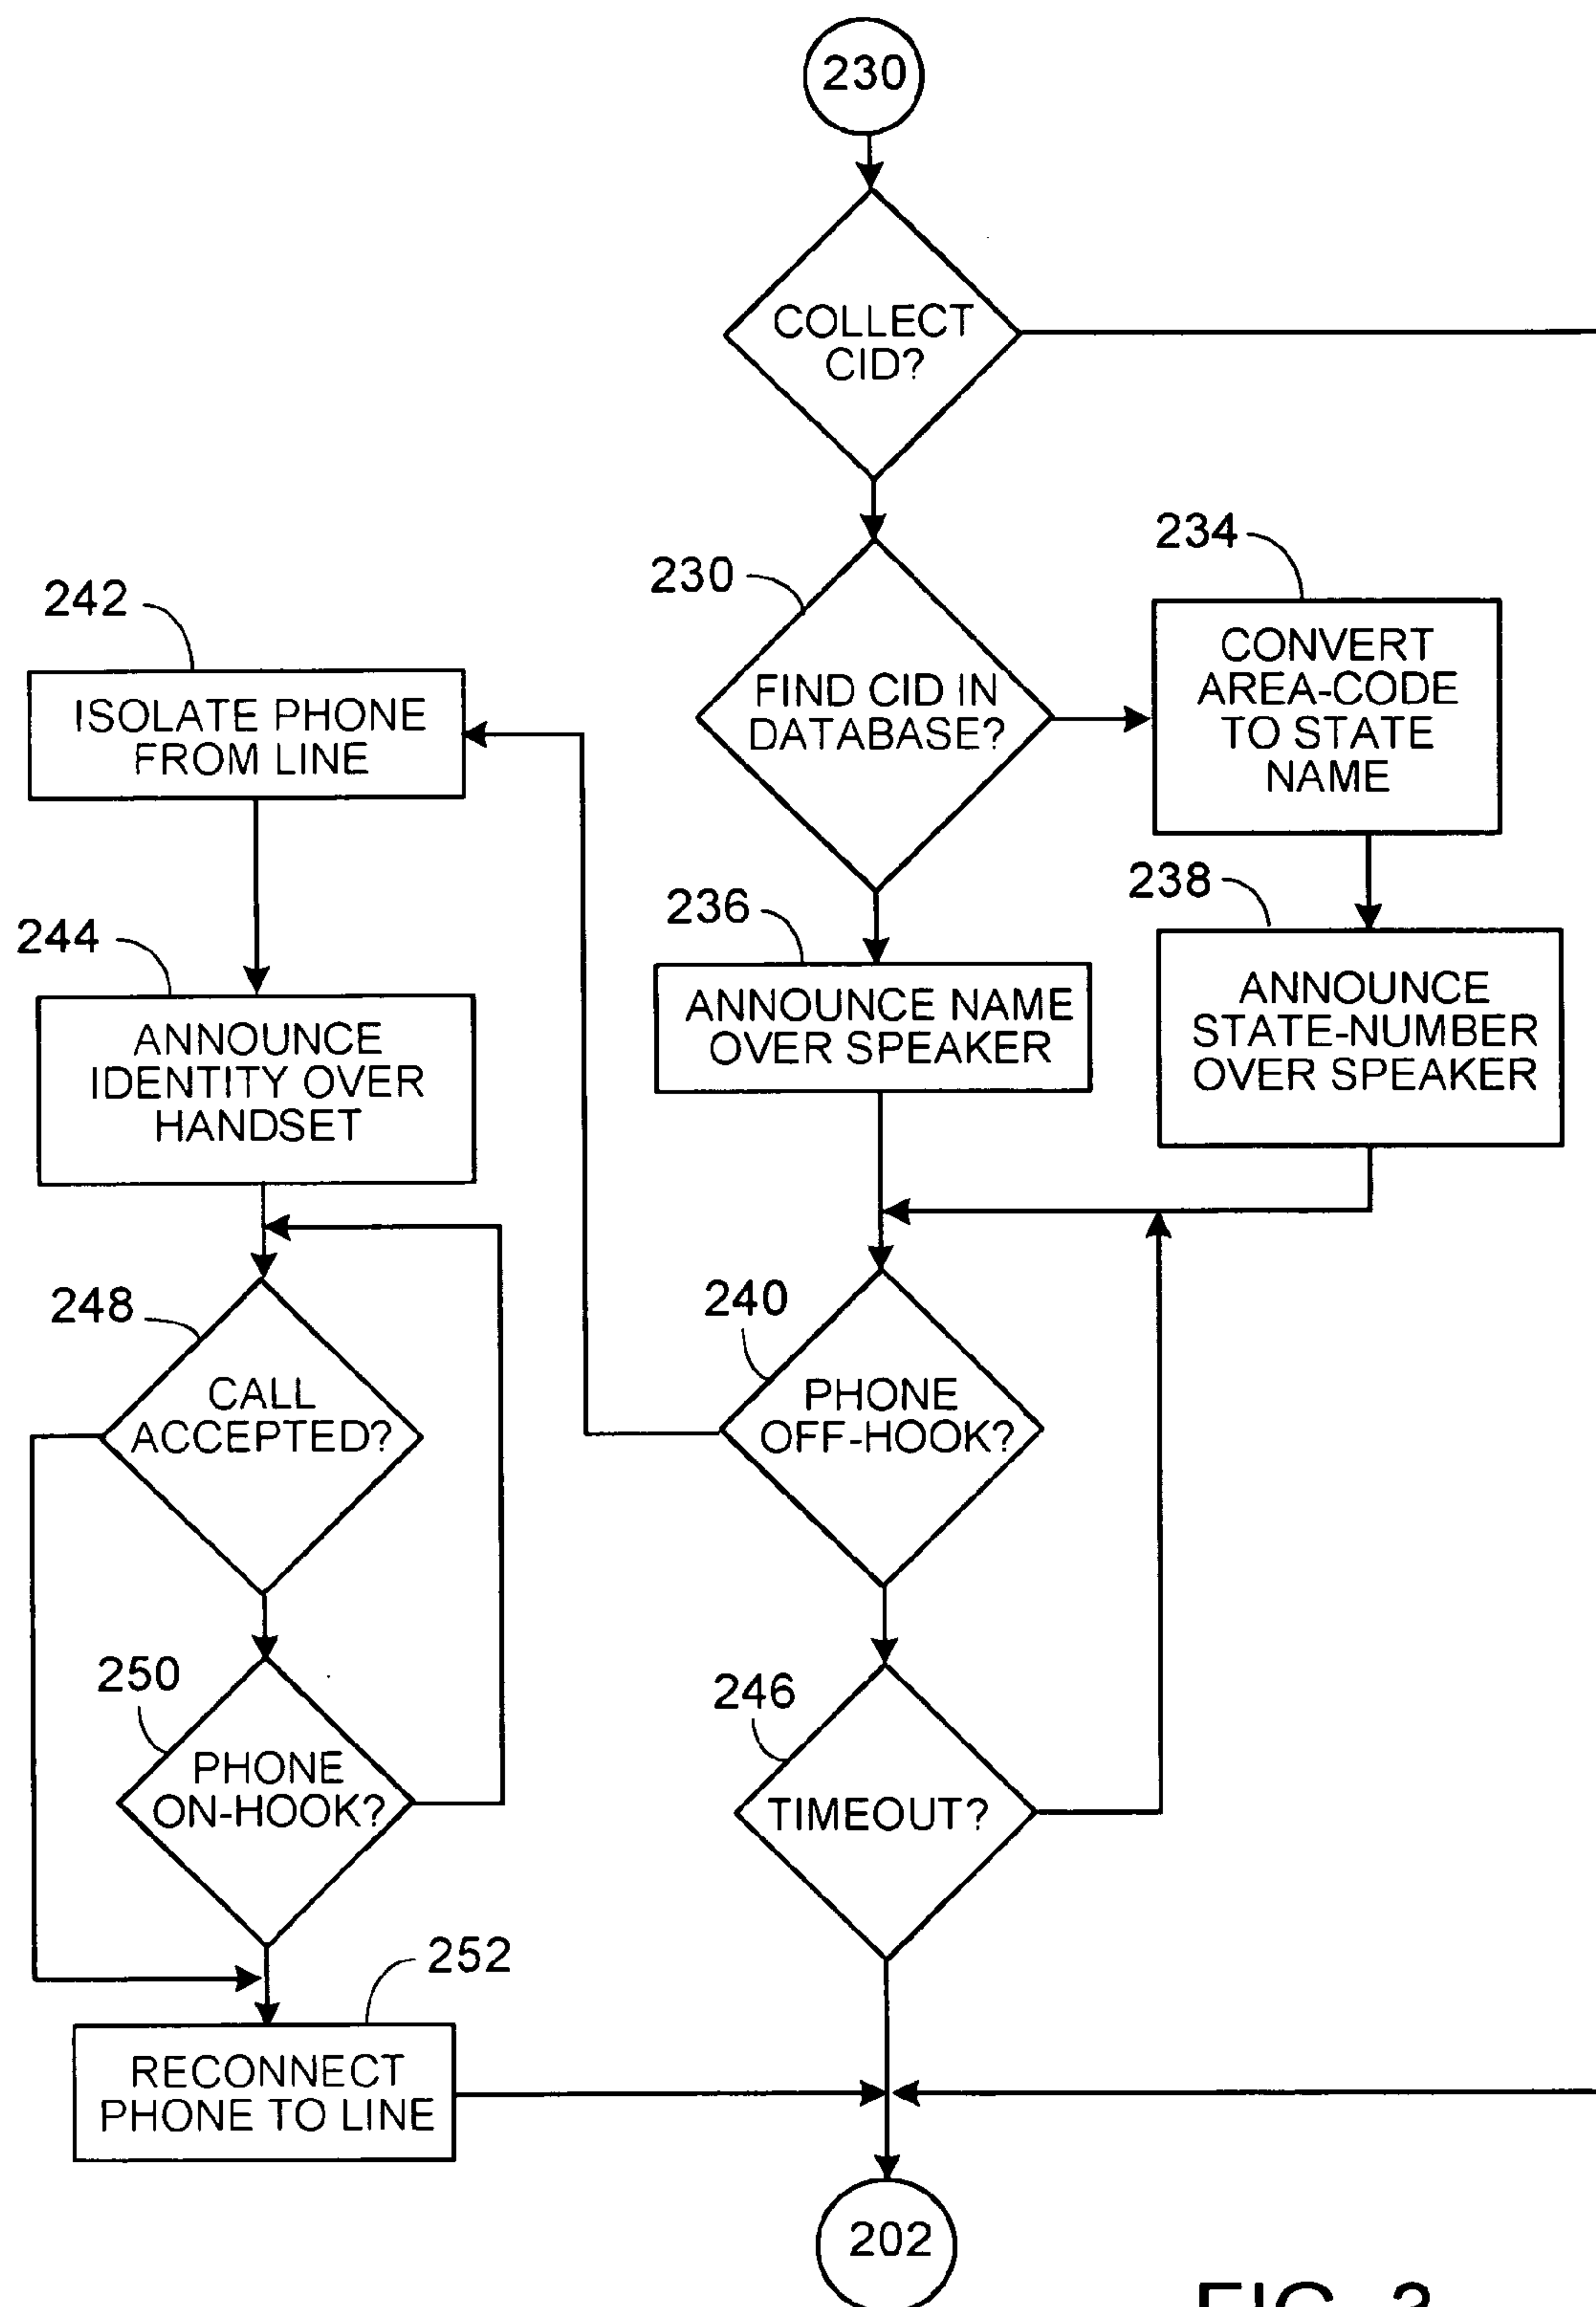 230
COLLECT
CID?
230
FIND CID IN
DATABASE?
234
CONVERT
AREA-CODE
TO STATE
NAME
242
ISOLATE PHONE
FROM LINE
236
ANNOUNCE NAME
OVER SPEAKER
238
ANNOUNCE
STATE-NUMBER
OVER SPEAKER
244
ANNOUNCE
IDENTITY OVER
HANDSET
240
PHONE
OFF-HOOK?
248
CALL
ACCEPTED?
246
TIMEOUT?
250
PHONE
ON-HOOK?
252
RECONNECT
PHONE TO LINE
202
FIG. 3